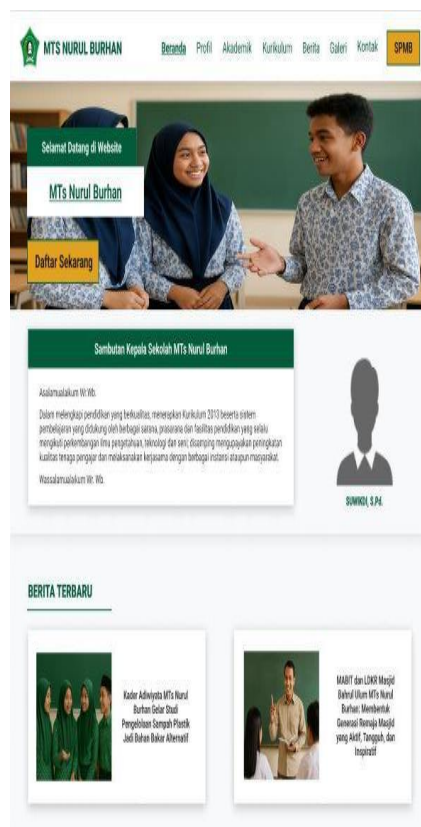 MTS NURUL BURHAN
Beranda Profil Akademik Kurikulum Berita Galeri Kontak SPMB
Selamat Datang di Website
MTs Nurul Burhan
Daftar Sekarang
Sambutan Kepala Sekolah MTs Nurul Burhan
Asalamualaikum Wr.Wb.
Dalam melengkapi pendidikan yang berkualitas, menerapkan Kurikulum 2013 beserta sistem
pembelajaran yang didukung oleh berbagai sarana, prasarana dan fasilitas pendidikan yang selalu
mengikuti perkembangan ilmu pengetahuan, teknologi dan seni; disamping mengupayakan peningkatan
kualitas tenaga pengajar dan melaksanakan kerjasama dengan berbagai instansi ataupun masyarakat.
Wassalamualaikum Wr. Wb.
SUWIKDI, S.Pd.
BERITA TERBARU
Kader Adiwiyata MTs Nurul
Burhan Gelar Studi
Pengelolaan Sampah Plastik
Jadi Bahan Bakar Alternatif
MABIT dan LDKR Masjid
Bahrul Ulum MTs Nurul
Burhan: Membentuk
Generasi Remaja Masjid
yang Aktif, Tangguh, dan
Inspiratif